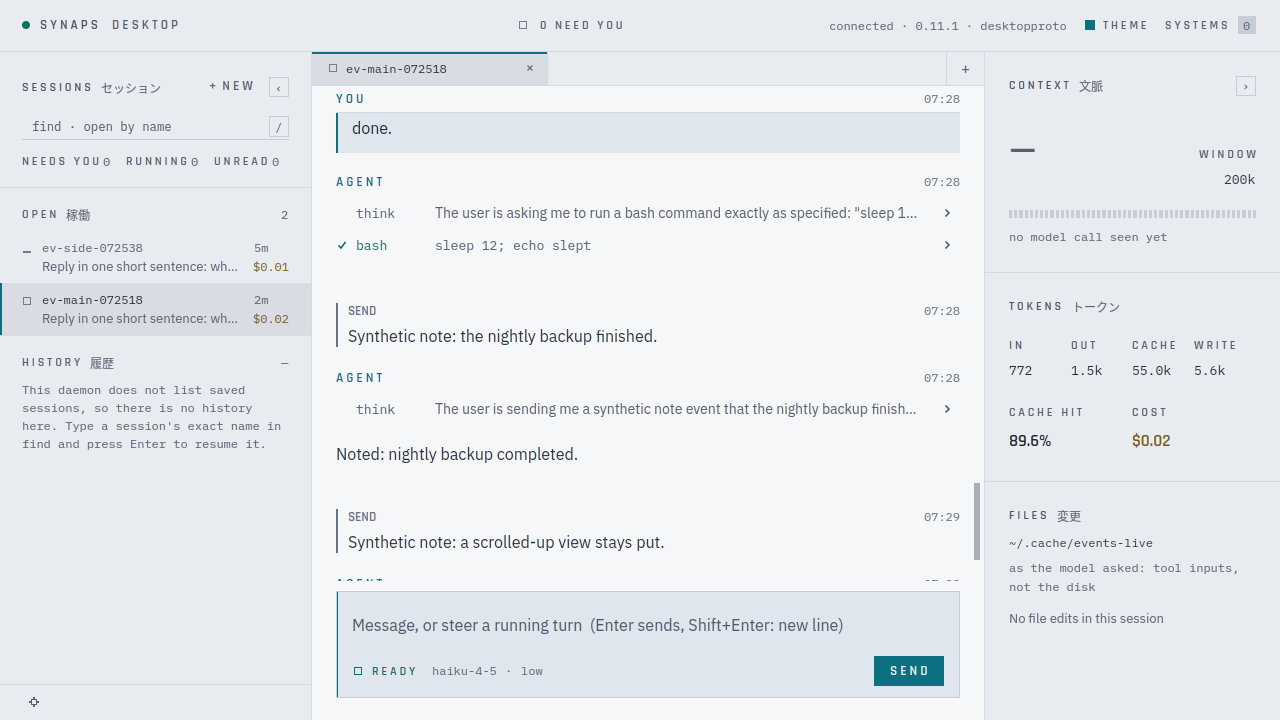 SYNAPS DESKTOP
0 NEED YOU
connected · 0.11.1 · desktopproto
THEME
SYSTEMS 0
SESSIONS セッション
+ NEW
‹
find · open by name
/
NEEDS YOU 0 RUNNING 0 UNREAD 0
OPEN 稼働 2
ev-side-072538 5m
Reply in one short sentence: wh... $0.01
ev-main-072518 2m
Reply in one short sentence: wh... $0.02
HISTORY 履歴 —
This daemon does not list saved
sessions, so there is no history
here. Type a session's exact name in
find and press Enter to resume it.
ev-main-072518 ×
+
YOU 07:28
done.
AGENT 07:28
think The user is asking me to run a bash command exactly as specified: "sleep 1... ›
bash sleep 12; echo slept ›
SEND 07:28
Synthetic note: the nightly backup finished.
AGENT 07:28
think The user is sending me a synthetic note event that the nightly backup finish... ›
Noted: nightly backup completed.
SEND 07:29
Synthetic note: a scrolled-up view stays put.
Message, or steer a running turn (Enter sends, Shift+Enter: new line)
READY haiku-4-5 · low
SEND
CONTEXT 文脈
›
—
WINDOW
200k
no model call seen yet
TOKENS トークン
IN OUT CACHE WRITE
772 1.5k 55.0k 5.6k
CACHE HIT COST
89.6% $0.02
FILES 変更
~/.cache/events-live
as the model asked: tool inputs,
not the disk
No file edits in this session